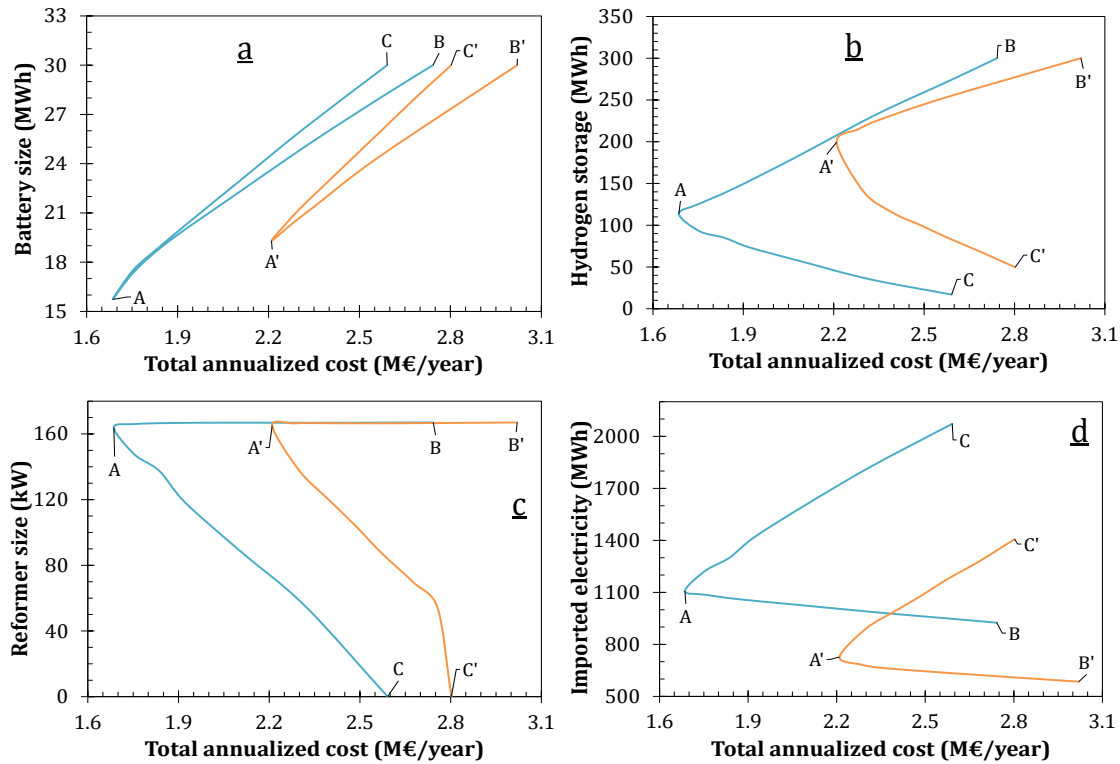 33
30
27
24
21
18
15
Battery size (MWh)
a
C
B
C'
B'
A'
A
1.6 1.9 2.2 2.5 2.8 3.1
Total annualized cost (M€/year)
350
300
250
200
150
100
50
0
Hydrogen storage (MWh)
b
B
B'
A'
A
C'
C
1.6 1.9 2.2 2.5 2.8 3.1
Total annualized cost (M€/year)
160
120
80
40
0
Reformer size (kW)
c
A
A'
B
B'
C
C'
1.6 1.9 2.2 2.5 2.8 3.1
Total annualized cost (M€/year)
2000
1700
1400
1100
800
500
Imported electricity (MWh)
d
C
C'
A
B
A'
B'
1.6 1.9 2.2 2.5 2.8 3.1
Total annualized cost (M€/year)